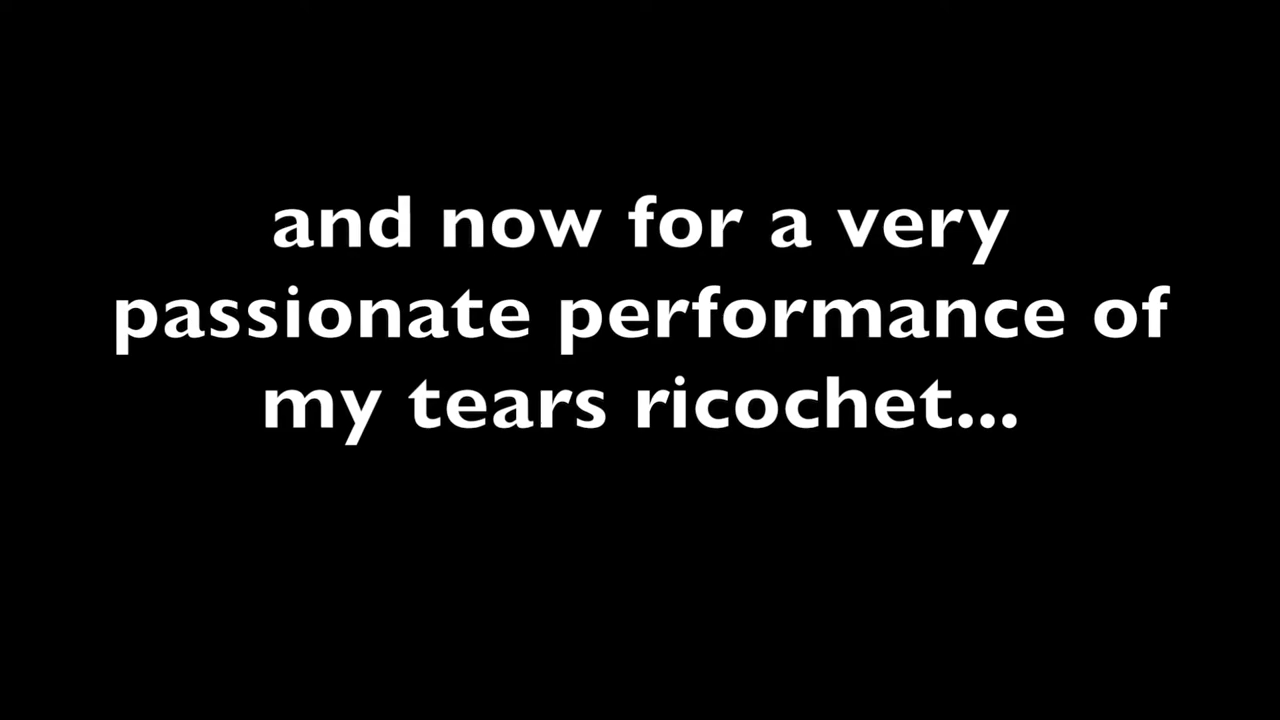 and now for a very
passionate performance of
my tears ricochet...